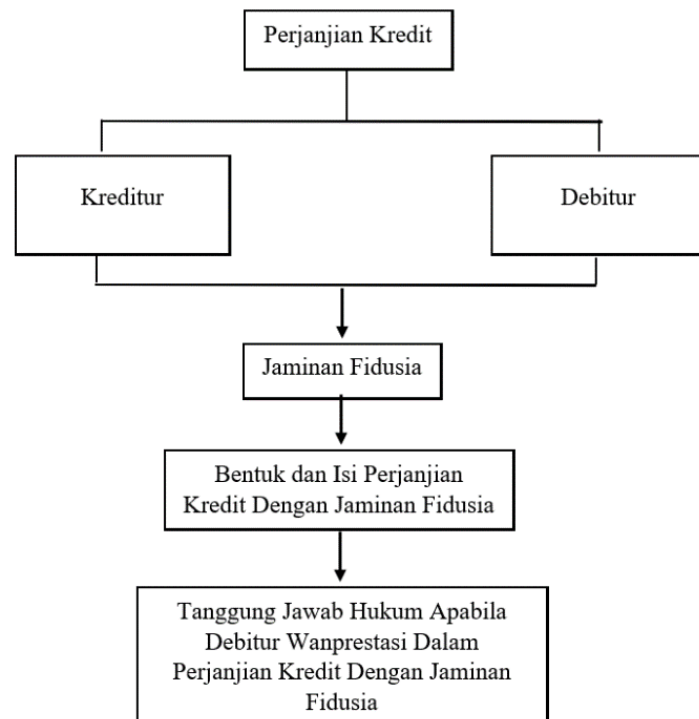 Perjanjian Kredit
Kreditur
Debitur
Jaminan Fidusia
Bentuk dan Isi Perjanjian
Kredit Dengan Jaminan Fidusia
Tanggung Jawab Hukum Apabila
Debitur Wanprestasi Dalam
Perjanjian Kredit Dengan Jaminan
Fidusia